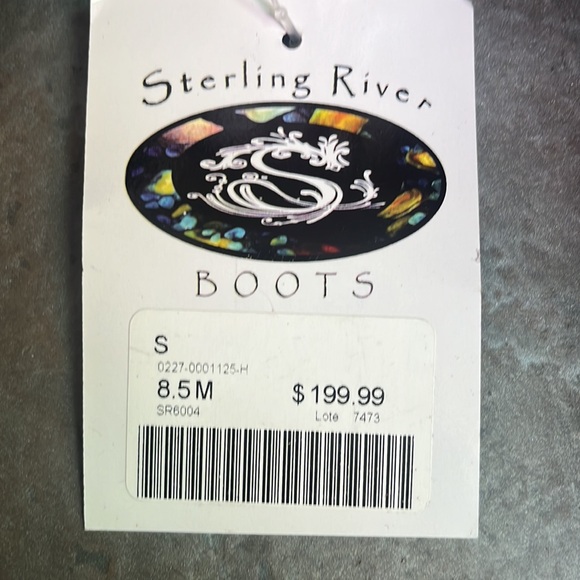 Sterling River
S
BOOTS
S
0227-0001125-H
8.5M $199.99
SR6004 Lote 7473